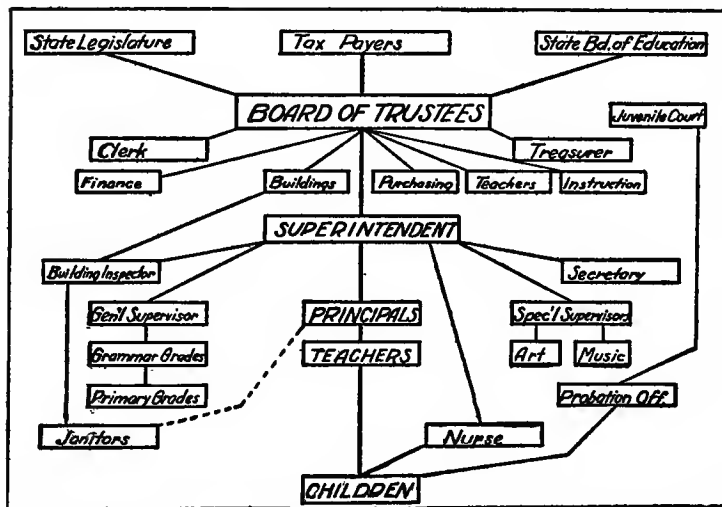 State Legislature
Tax Payers
State Bd. of Education
BOARD OF TRUSTEES
Juvenile Court
Clerk
Treasurer
Finance
Buildings
Purchasing
Teachers
Instruction
SUPERINTENDENT
Building Inspector
Secretary
Gen'l Supervisor
PRINCIPALS
Spec'l Supervisors
Grammar Grades
TEACHERS
Art
Music
Primary Grades
Probation Off.
Janitors
Nurse
CHILDREN